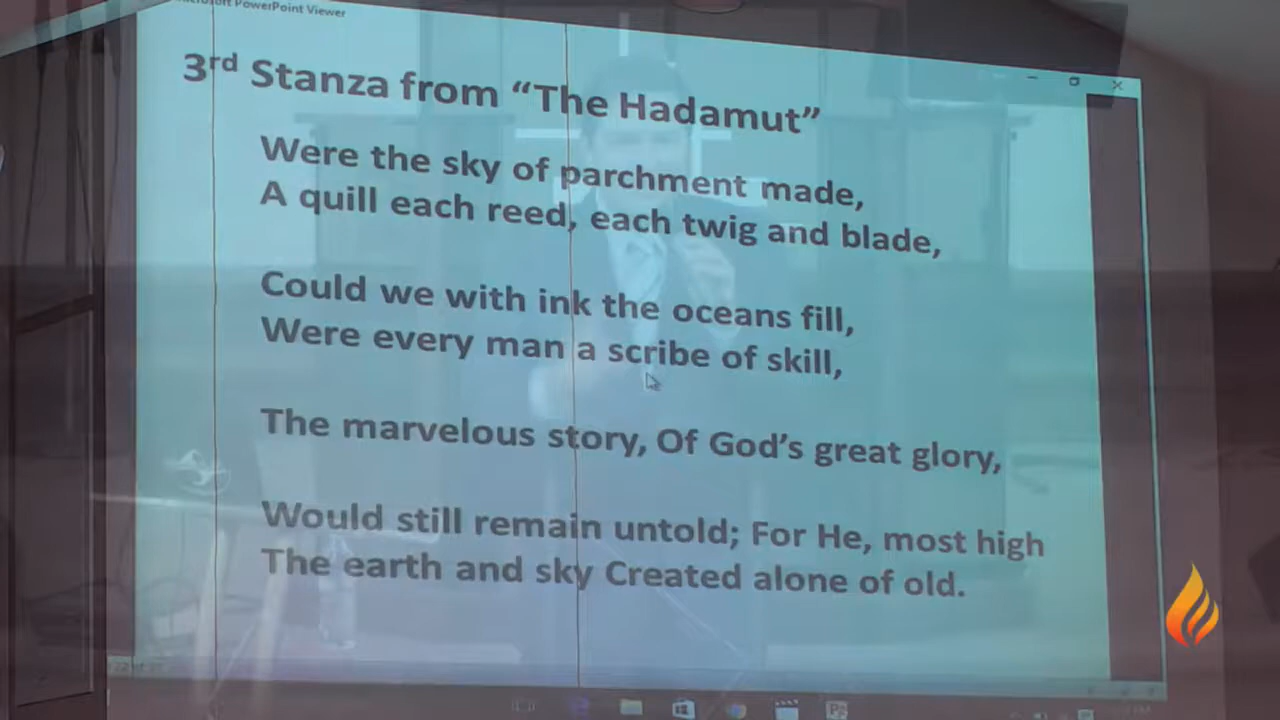 PowerPoint Viewer
3rd Stanza from “The Hadamut”
Were the sky of parchment made,
A quill each reed, each twig and blade,
Could we with ink the oceans fill,
Were every man a scribe of skill,
The marvelous story, Of God’s great glory,
Would still remain untold; For He, most high
The earth and sky Created alone of old.